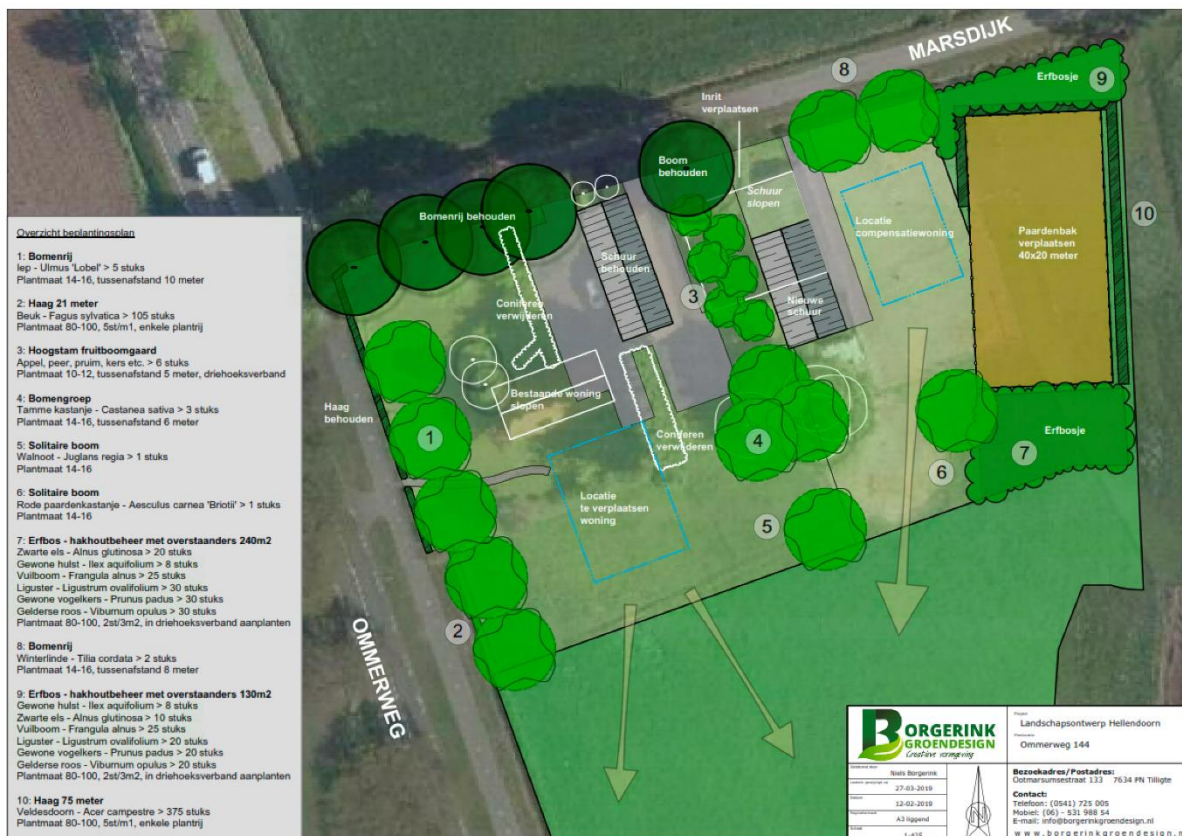 Overzicht beplantingsplan
1: Bomenrij
Iep - Ulmus 'Lobel' > 5 stuks
Plantmaat 14-16, tussenafstand 10 meter
2: Haag 21 meter
Beuk - Fagus sylvatica > 105 stuks
Plantmaat 80-100, 5st/m1, enkele plantrij
3: Hoogstam fruitboomgaard
Appel, peer, pruim, kers etc. > 6 stuks
Plantmaat 10-12, tussenafstand 5 meter, driehoeksverband
4: Bomengroep
Tamme kastanje - Castanea sativa > 3 stuks
Plantmaat 14-16, tussenafstand 6 meter
5: Solitaire boom
Walnoot - Juglans regia > 1 stuks
Plantmaat 14-16
6: Solitaire boom
Rode paardenkastanje - Aesculus carnea 'Briotii' > 1 stuks
Plantmaat 14-16
7: Erfbos - hakhoutbeheer met overstaanders 240m2
Zwarte els - Alnus glutinosa > 20 stuks
Gewone hulst - Ilex aquifolium > 8 stuks
Vuilboom - Frangula alnus > 25 stuks
Liguster - Ligustrum ovalifolium > 30 stuks
Gewone vogelkers - Prunus padus > 30 stuks
Gelderse roos - Viburnum opulus > 30 stuks
Plantmaat 80-100, 2st/3m2, in driehoeksverband aanplanten
8: Bomenrij
Winterlinde - Tilia cordata > 2 stuks
Plantmaat 14-16, tussenafstand 8 meter
9: Erfbos - hakhoutbeheer met overstaanders 130m2
Gewone hulst - Ilex aquifolium > 8 stuks
Zwarte els - Alnus glutinosa > 10 stuks
Vuilboom - Frangula alnus > 25 stuks
Liguster - Ligustrum ovalifolium > 20 stuks
Gewone vogelkers - Prunus padus > 20 stuks
Gelderse roos - Viburnum opulus > 20 stuks
Plantmaat 80-100, 2st/3m2, in driehoeksverband aanplanten
10: Haag 75 meter
Veldesdoorn - Acer campestre > 375 stuks
Plantmaat 80-100, 5st/m1, enkele plantrij
MARSDIJK
8
Erfbosje
9
Inrit
verplaatsen
Boom
behouden
Schuur
slopen
Bomenrij behouden
Locatie
compensatiewoning
Paardenbak
verplaatsen
40x20 meter
10
Schuur
behouden
3
Nieuwe
schuur
Coniferen
verwijderen
Bestaande woning
slopen
Haag
behouden
1
Coniferen
verwijderen
4
Erfbosje
7
6
Locatie
te verplaatsen
woning
5
2
OMMERWEG
BORGERINK
GROENDESIGN
Creatieve vormgeving
Landschapsontwerp Hellendoorn
Ommerweg 144
Niels Borgerink
27-03-2019
12-02-2019
A3 liggend
N
Bezoekadres/Postadres:
Ootmarsumsestraat 133 7634 PN Tilligte
Contact:
Telefoon: (0541) 725 005
Mobiel: (06) - 531 988 54
E-mail: info@borgerinkgroendesign.nl
www.borgerinkgroendesign.n